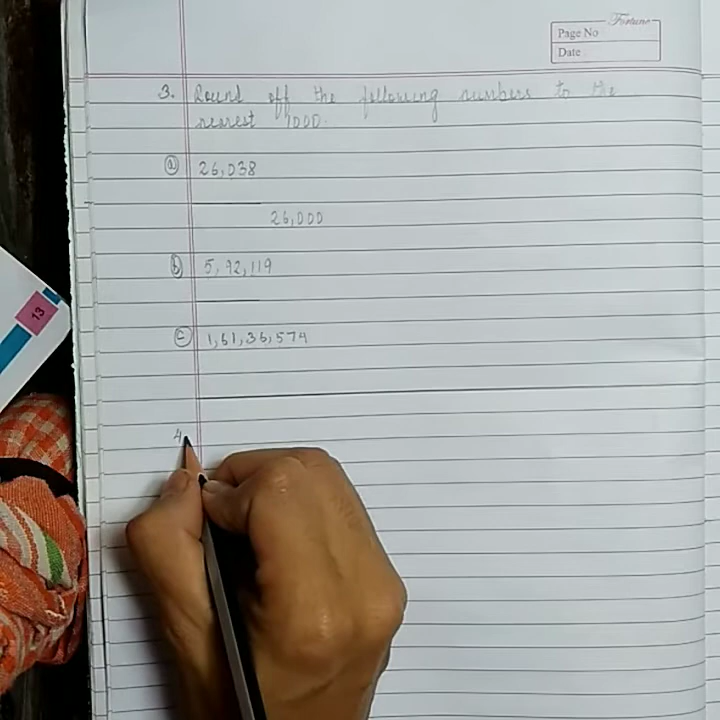 Fortune
Page No
Date
3. Round off the following numbers to the
nearest 1000.
(a) 26,038
26,000
(b) 5,92,119
(c) 1,61,36,574
4
13